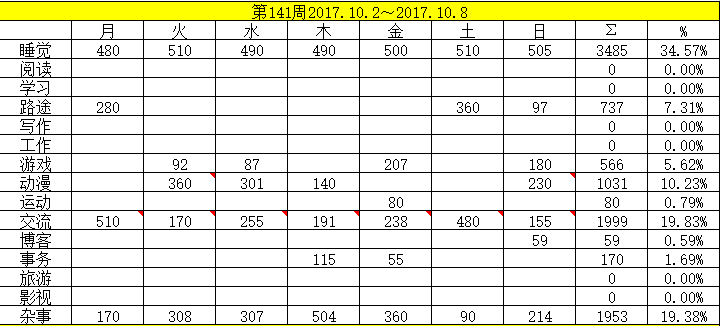 第141周2017.10.2～2017.10.8
月 火 水 木 金 土 日 Σ %
睡觉 480 510 490 490 500 510 505 3485 34.57%
阅读 0 0.00%
学习 0 0.00%
路途 280 360 97 737 7.31%
写作 0 0.00%
工作 0 0.00%
游戏 92 87 207 180 566 5.62%
动漫 360 301 140 230 1031 10.23%
运动 80 80 0.79%
交流 510 170 255 191 238 480 155 1999 19.83%
博客 59 59 0.59%
事务 115 55 170 1.69%
旅游 0 0.00%
影视 0 0.00%
杂事 170 308 307 504 360 90 214 1953 19.38%